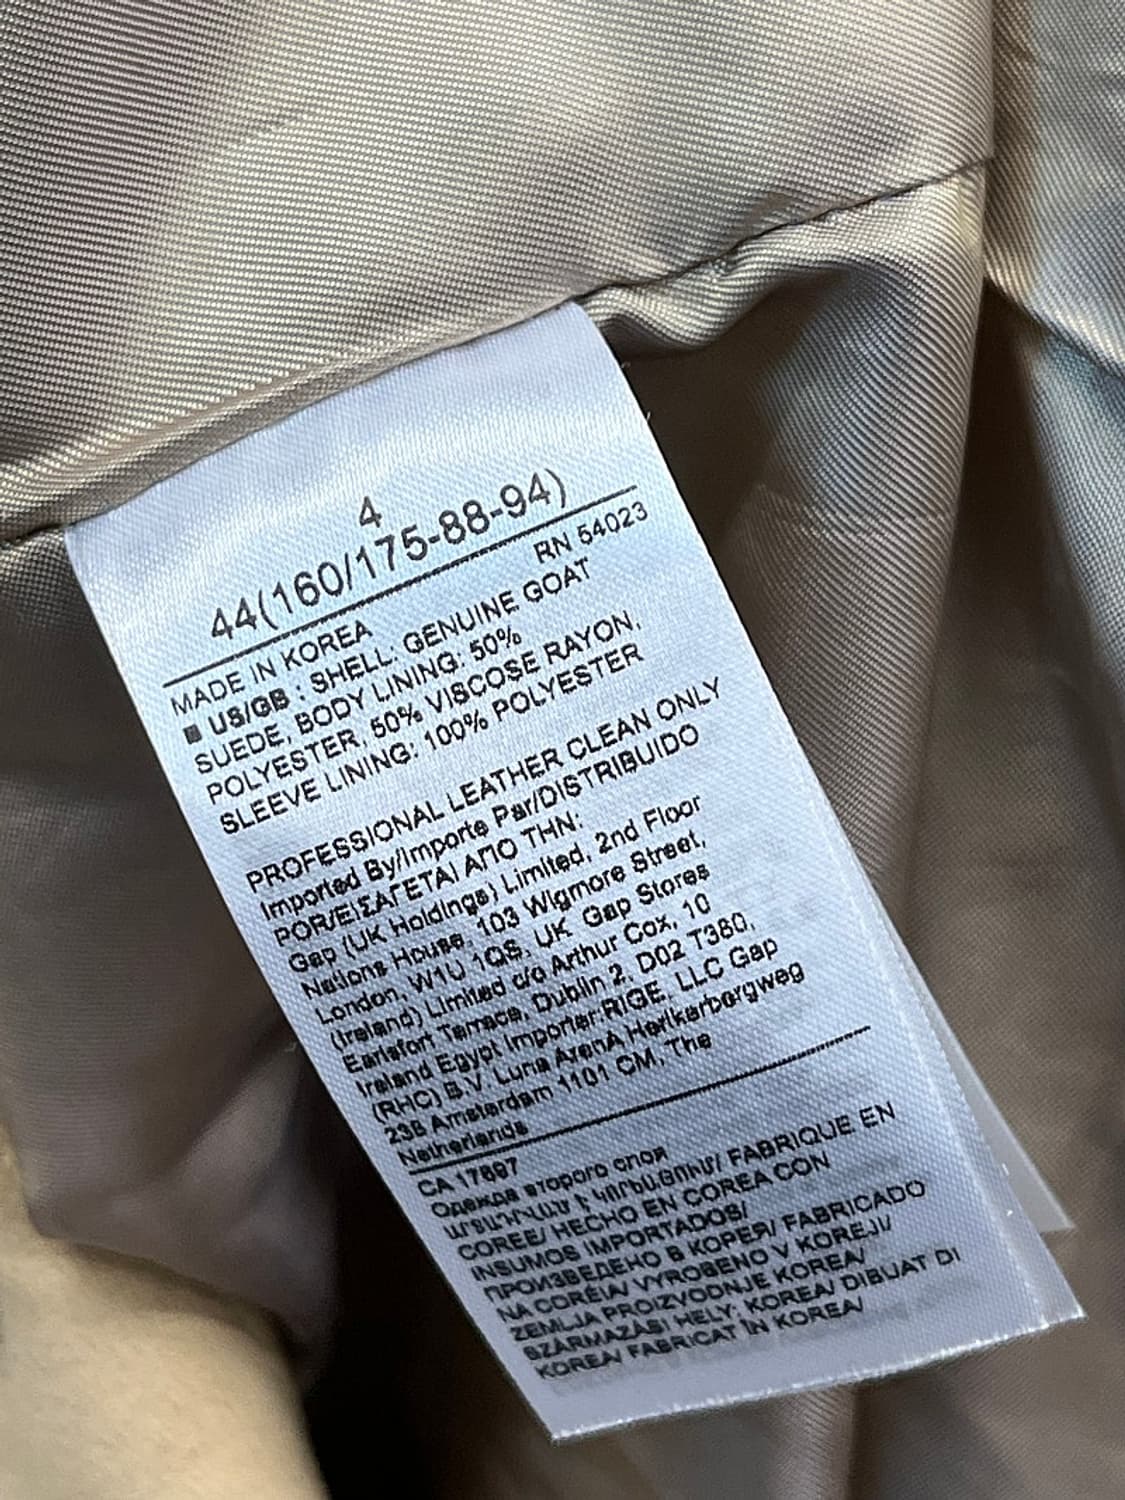 4
44(160/175-88-94)
RN 54023
MADE IN KOREA
■ US/GB : SHELL: GENUINE GOAT
SUEDE, BODY LINING: 50%
POLYESTER, 50% VISCOSE RAYON,
SLEEVE LINING: 100% POLYESTER
PROFESSIONAL LEATHER CLEAN ONLY
Imported By/Importe Par/DISTRIBUIDO
POR/ΕΙΣΑΓΕΤΑΙ ΑΠΟ ΤΗΝ:
Gap (UK Holdings) Limited, 2nd Floor
Nations House, 103 Wigmore Street,
London, W1U 1QS, UK Gap Stores
(Ireland) Limited c/o Arthur Cox, 10
Earlsfort Terrace, Dublin 2, D02 T380,
Ireland Egypt Importer:RIGE, LLC Gap
(RHC) B.V. Luna ArenA Herikerbergweg
238 Amsterdam 1101 CM, The
Netherlands
CA 17897
Одежда второго слоя
ԱՐՏԱԴՐՎԱԾ Է ԿՈՐԵԱՅՈՒՄ/ FABRIQUÉ EN
COREE/ HECHO EN COREA CON
INSUMOS IMPORTADOS/
ПРОИЗВЕДЕНО В КОРЕЯ/ FABRICADO
NA CORÉIA/ VYROBENO V KOREJI/
ZEMLJA PROIZVODNJE KOREA/
SZÁRMAZÁSI HELY: KOREA/ DIBUAT DI
KOREA/ FABRICAT ÎN KOREA/